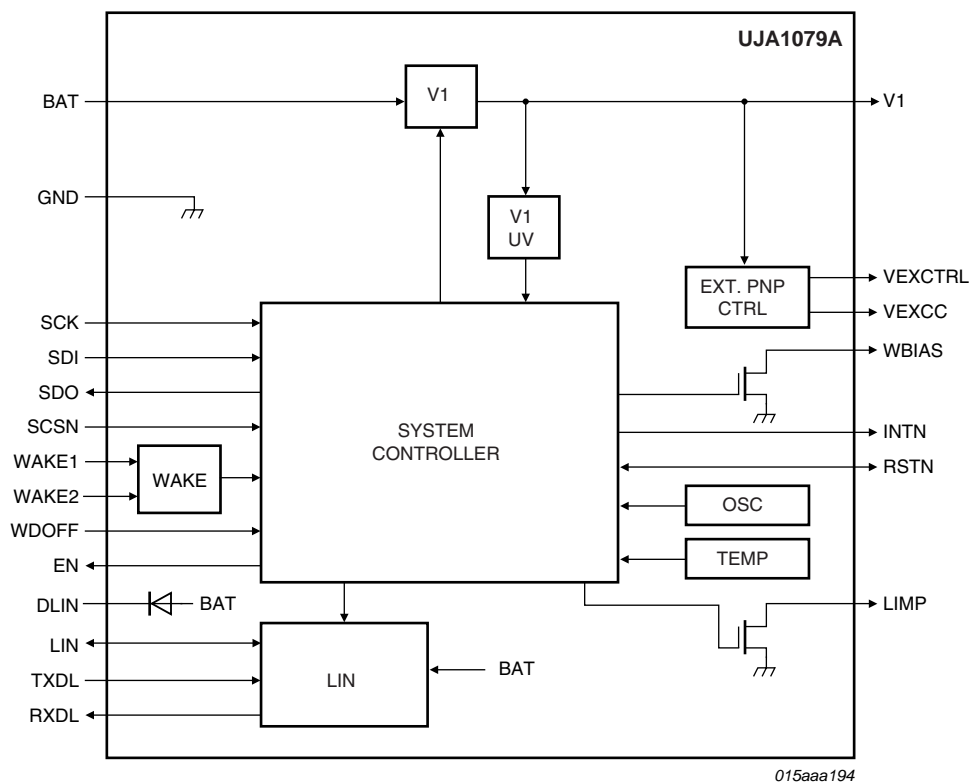 UJA1079A
BAT
V1
V1
GND
V1
UV
EXT. PNP
CTRL
VEXCTRL
VEXCC
SCK
SDI
SDO
SCSN
WAKE1
WAKE2
WAKE
WDOFF
EN
SYSTEM
CONTROLLER
WBIAS
INTN
RSTN
OSC
TEMP
DLIN
BAT
LIMP
LIN
TXDL
RXDL
LIN
BAT
015aaa194